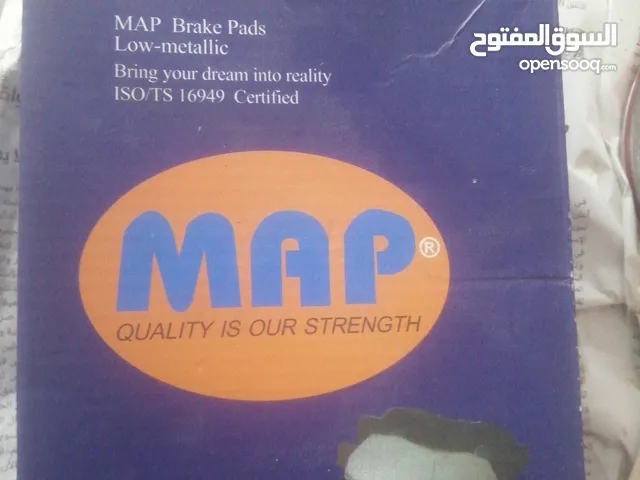 MAP Brake Pads
Low-metallic
Bring your dream into reality
ISO/TS 16949 Certified
السوق المفتوح
opensooq.com
MAP®
QUALITY IS OUR STRENGTH